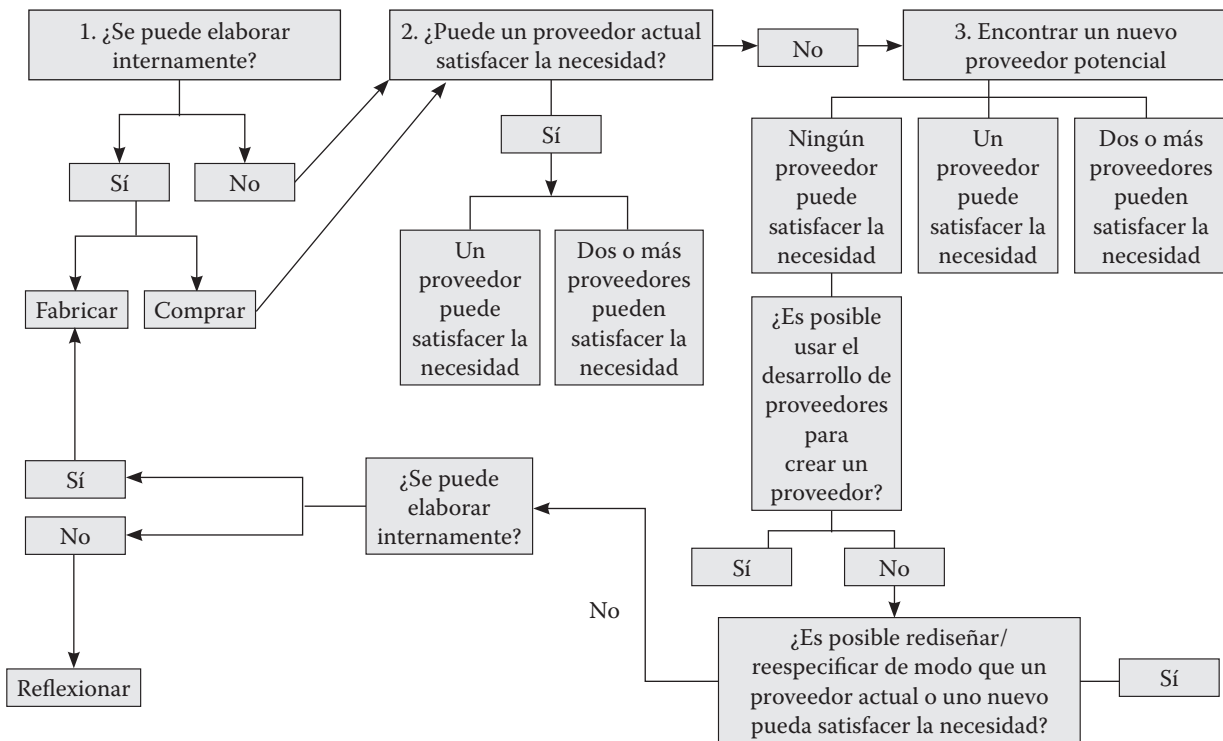 1. ¿Se puede elaborar
internamente?
2. ¿Puede un proveedor actual
satisfacer la necesidad?
No
3. Encontrar un nuevo
proveedor potencial
Sí
No
Sí
Ningún
proveedor
puede
satisfacer la
necesidad
Un
proveedor
puede
satisfacer la
necesidad
Dos o más
proveedores
pueden
satisfacer la
necesidad
Fabricar
Comprar
Un
proveedor
puede
satisfacer la
necesidad
Dos o más
proveedores
pueden
satisfacer la
necesidad
¿Es posible
usar el
desarrollo de
proveedores
para
crear un
proveedor?
Sí
No
¿Se puede
elaborar
internamente?
Sí
No
No
¿Es posible rediseñar/
reespecificar de modo que un
proveedor actual o uno nuevo
pueda satisfacer la necesidad?
Sí
Reflexionar